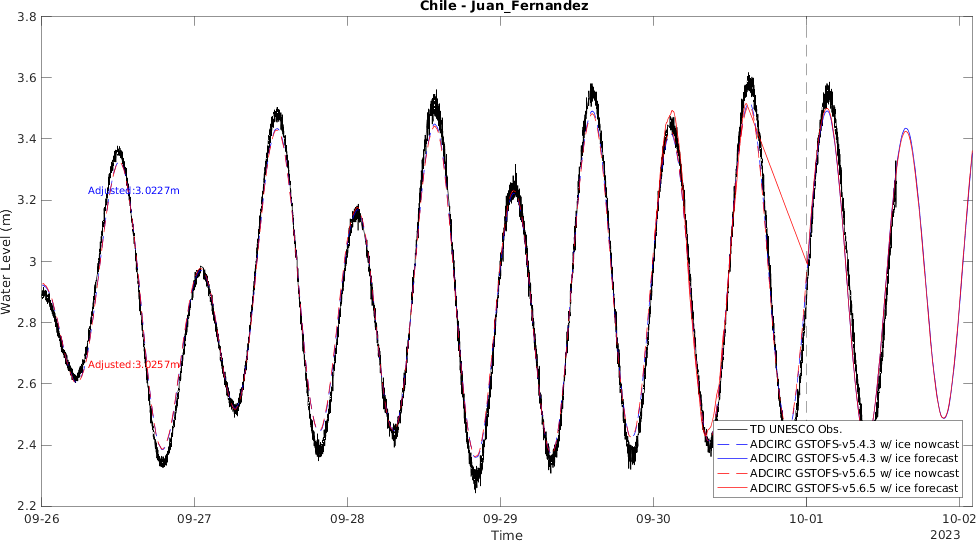 Chile - Juan_Fernandez
3.8
3.6
3.4
3.2
3
2.8
2.6
2.4
2.2
Water Level (m)
Adjusted:3.0227m
Adjusted:3.0257m
TD UNESCO Obs.
ADCIRC GSTOFS-v5.4.3 w/ ice nowcast
ADCIRC GSTOFS-v5.4.3 w/ ice forecast
ADCIRC GSTOFS-v5.6.5 w/ ice nowcast
ADCIRC GSTOFS-v5.6.5 w/ ice forecast
09-26 09-27 09-28 09-29 09-30 10-01 10-02
Time
2023